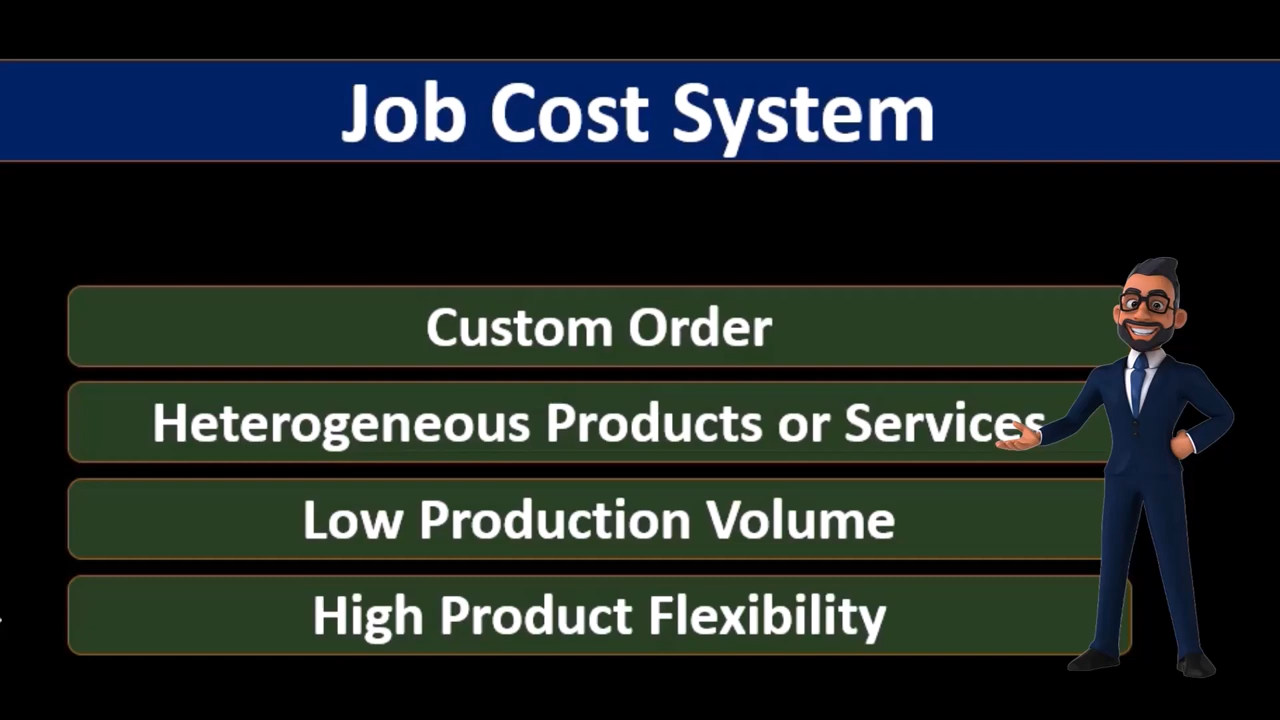 Job Cost System
Custom Order
Heterogeneous Products or Services
Low Production Volume
High Product Flexibility